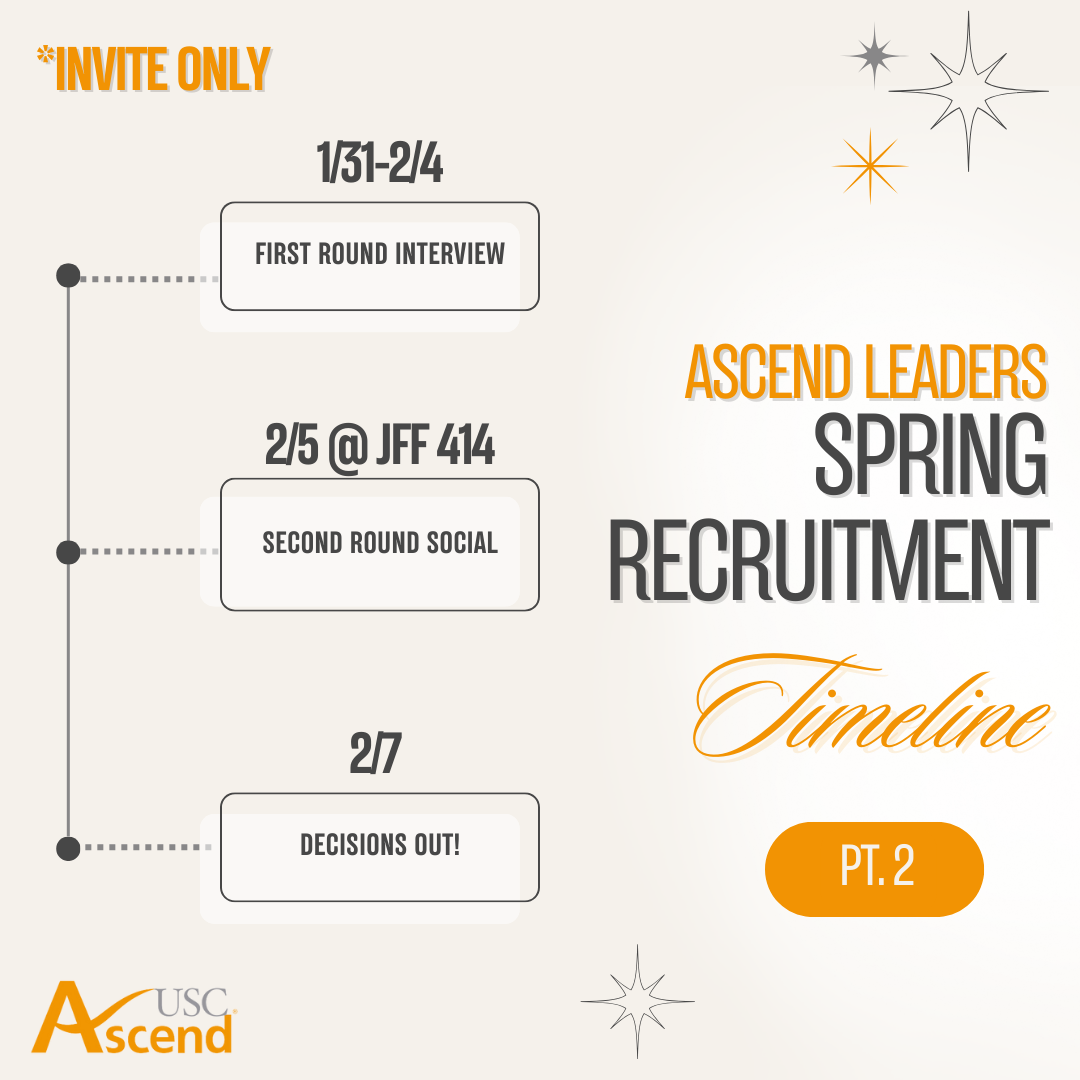 *INVITE ONLY
1/31-2/4
FIRST ROUND INTERVIEW
2/5 @ JFF 414
SECOND ROUND SOCIAL
2/7
DECISIONS OUT!
ASCEND LEADERS
SPRING
RECRUITMENT
Timeline
PT. 2
USC
Ascend